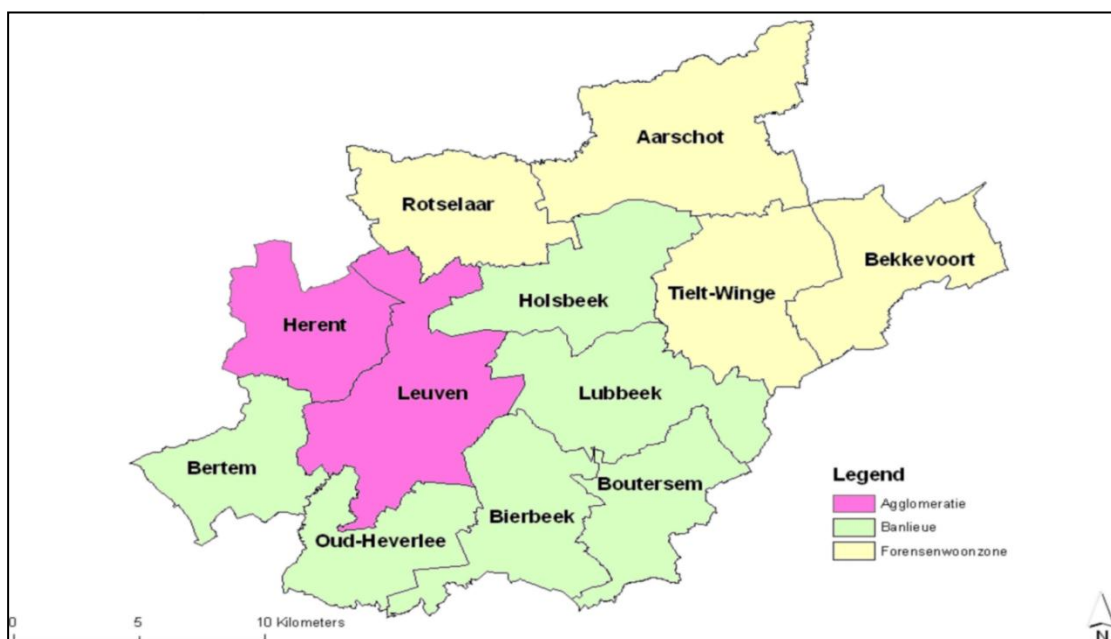 Aarschot
Rotselaar
Bekkevoort
Tielt-Winge
Holsbeek
Herent
Leuven
Lubbeek
Bertem
Boutersem
Bierbeek
Oud-Heverlee
Legend
Agglomeratie
Banlieue
Forensenwoonzone
0 5 10 Kilometers
N